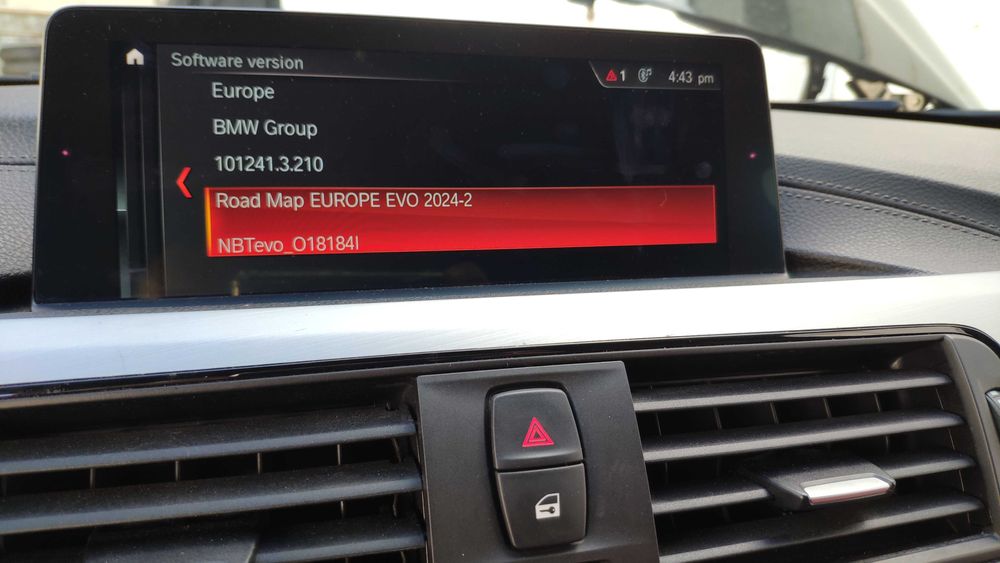 Software version
1 4:43 pm
Europe
BMW Group
101241.3.210
Road Map EUROPE EVO 2024-2
NBTevo_O18184I